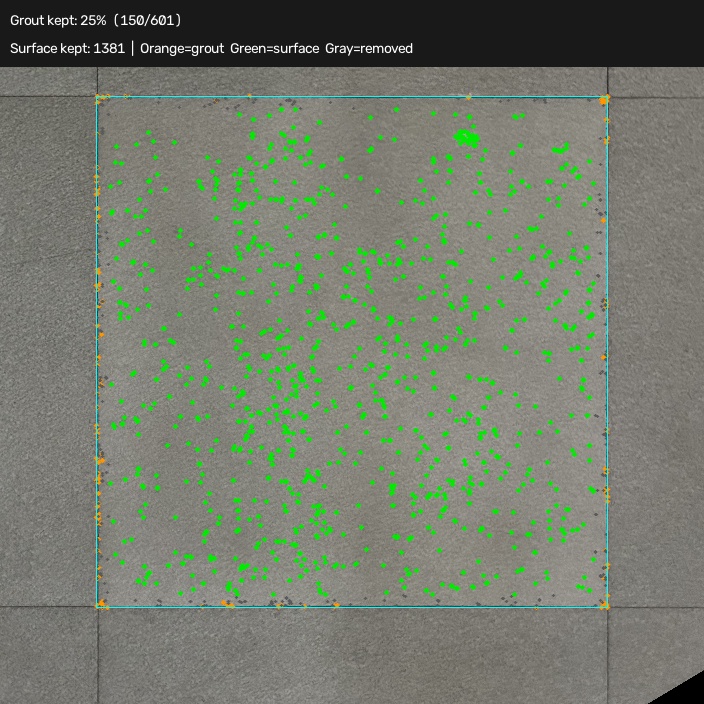 Grout kept: 25% (150/601)
Surface kept: 1381 | Orange=grout Green=surface Gray=removed